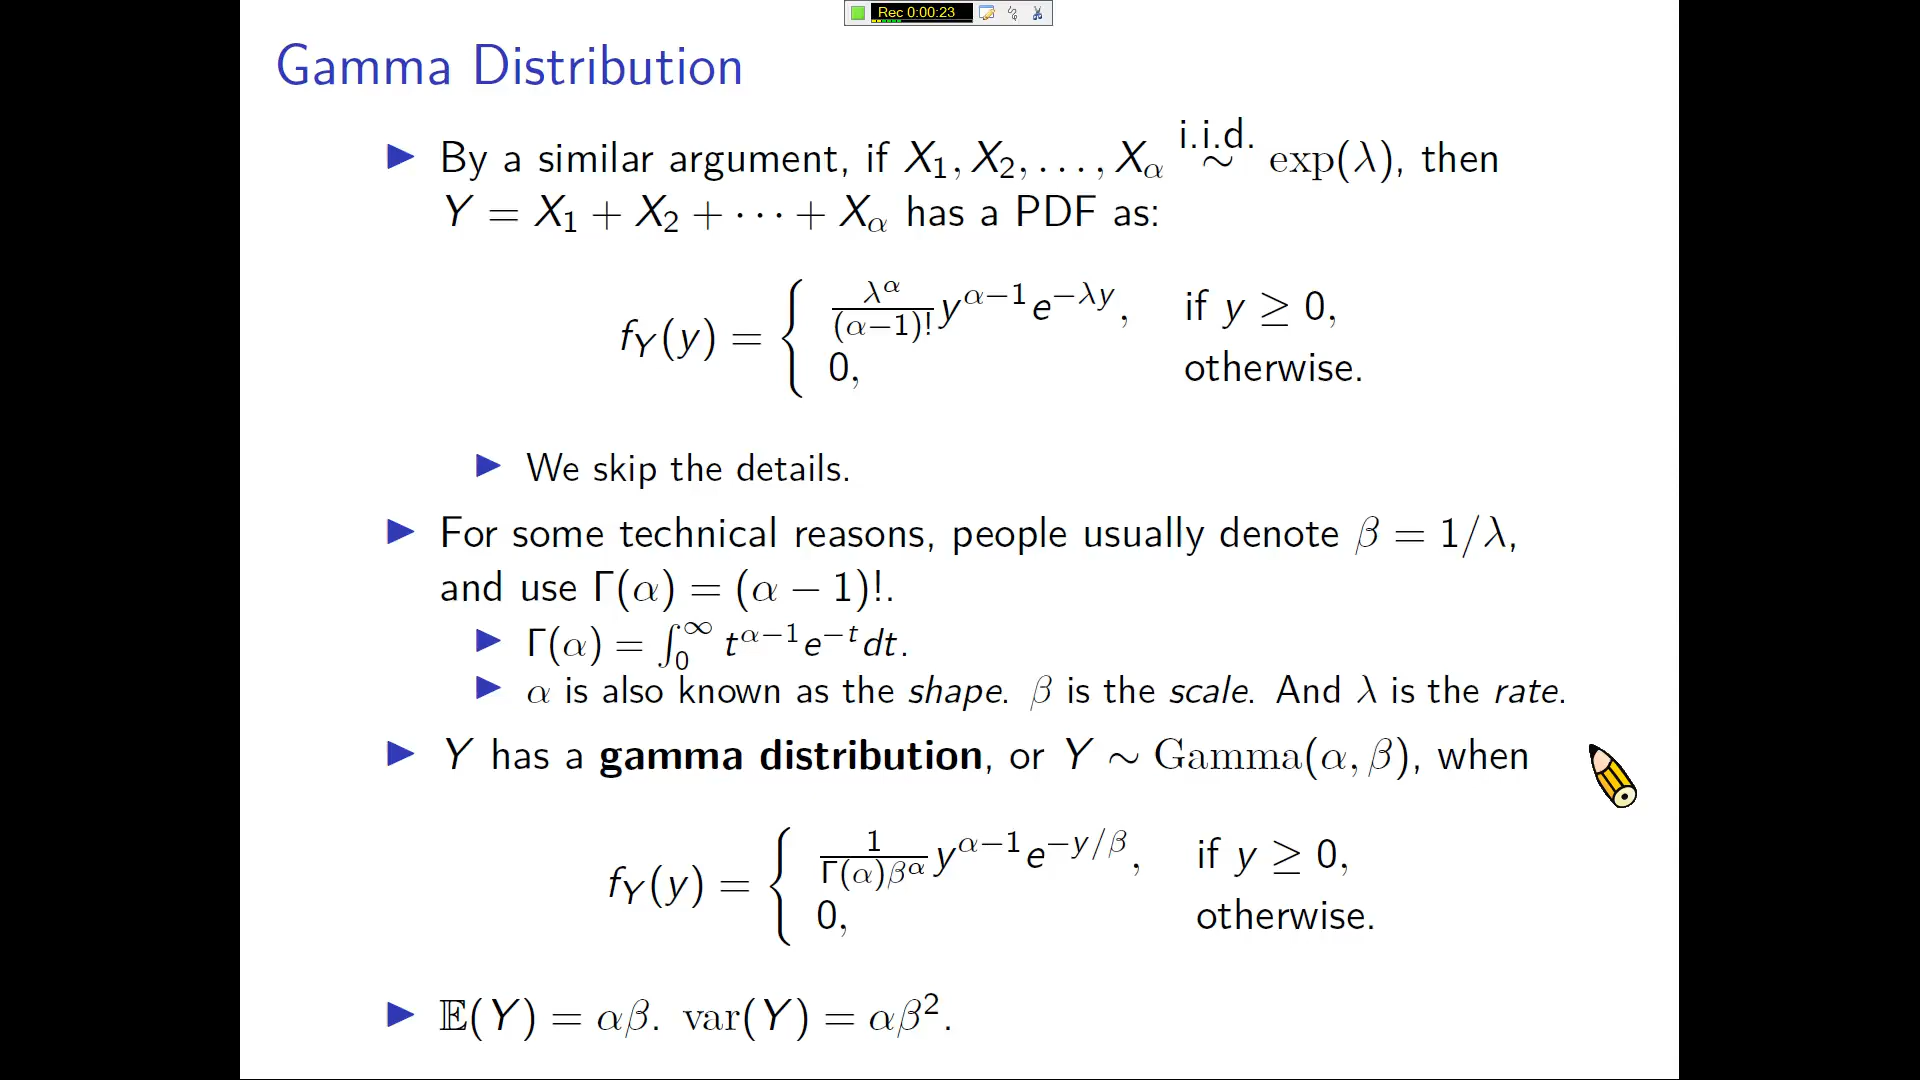 Rec 0:00:23
Gamma Distribution
By a similar argument, if X₁, X₂, . . . , X_α i.i.d. ∼ exp(λ), then
Y = X₁ + X₂ + ··· + X_α has a PDF as:
f_Y(y) = { λ^α/(α−1)! y^(α−1) e^(−λy), if y ≥ 0,
0, otherwise.
We skip the details.
For some technical reasons, people usually denote β = 1/λ,
and use Γ(α) = (α − 1)!.
Γ(α) = ∫₀^∞ t^(α−1) e^(−t) dt.
α is also known as the shape. β is the scale. And λ is the rate.
Y has a gamma distribution, or Y ∼ Gamma(α, β), when
f_Y(y) = { 1/(Γ(α)β^α) y^(α−1) e^(−y/β), if y ≥ 0,
0, otherwise.
𝔼(Y) = αβ. var(Y) = αβ².